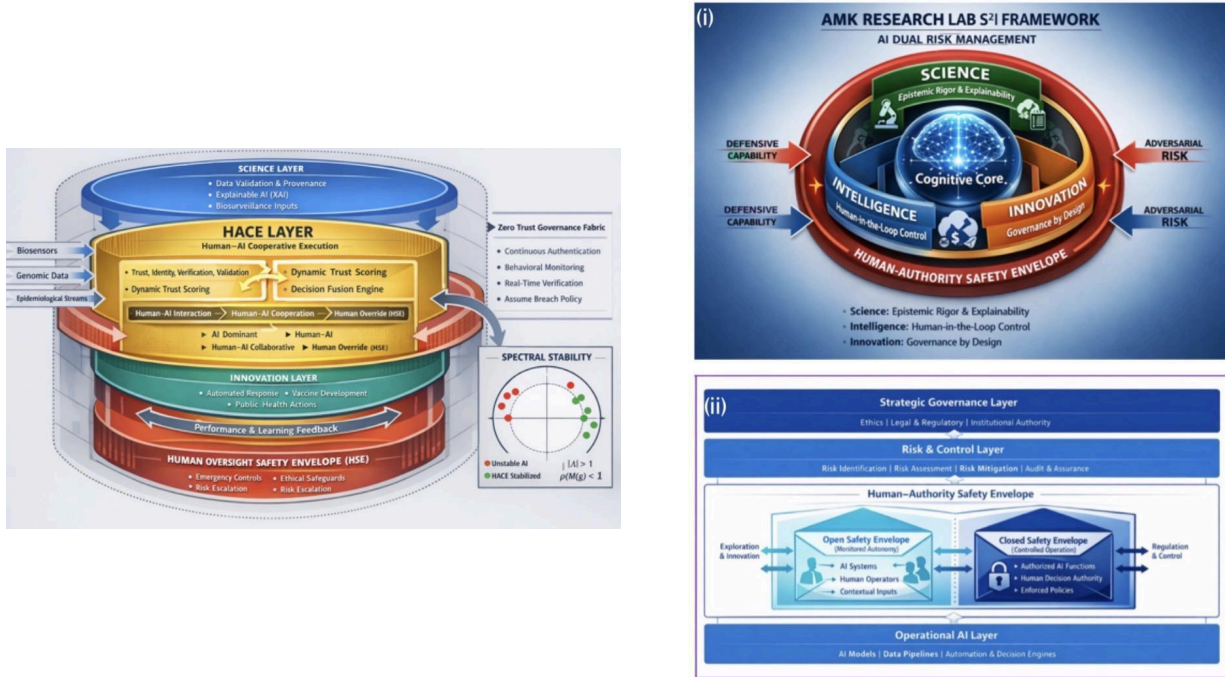 SCIENCE LAYER
• Data Validation & Provenance
• Explainable AI (XAI)
• Biosurveillance Inputs
HACE LAYER
Human-AI Cooperative Execution
Biosensors
Genomic Data
Epidemiological Streams
• Trust, Identity, Verification, Validation
• Dynamic Trust Scoring
• Dynamic Trust Scoring
• Decision Fusion Engine
Human-AI Interaction
Human-AI Cooperation
Human Override (HSE)
► AI Dominant
► Human-AI
► Human-AI Collaborative
► Human Override (HSE)
Zero Trust Governance Fabric
• Continuous Authentication
• Behavioral Monitoring
• Real-Time Verification
• Assume Breach Policy
INNOVATION LAYER
• Automated Response
• Vaccine Development
• Public-Health Actions
Performance & Learning Feedback
HUMAN OVERSIGHT SAFETY ENVELOPE (HSE)
• Emergency Controls
• Ethical Safeguards
• Risk Escalation
• Risk Escalation
SPECTRAL STABILITY
Unstable AI
|Λ| > 1
HACE Stabilized
ρ(M(g) < 1
(i)
AMK RESEARCH LAB S²I FRAMEWORK
AI DUAL RISK MANAGEMENT
SCIENCE
Epistemic Rigor & Explainability
DEFENSIVE
CAPABILITY
ADVERSARIAL
RISK
Cognitive Core
INTELLIGENCE
Human-in-the-Loop Control
INNOVATION
Governance by Design
$
DEFENSIVE
CAPABILITY
ADVERSARIAL
RISK
HUMAN-AUTHORITY SAFETY ENVELOPE
• Science: Epistemic Rigor & Explainability
• Intelligence: Human-in-the-Loop Control
• Innovation: Governance by Design
(ii)
Strategic Governance Layer
Ethics | Legal & Regulatory | Institutional Authority
Risk & Control Layer
Risk Identification | Risk Assessment | Risk Mitigation | Audit & Assurance
Human-Authority Safety Envelope
Exploration
& Innovation
Open Safety Envelope
(Monitored Autonomy)
AI Systems
Human Operators
Contextual Inputs
Closed Safety Envelope
(Controlled Operation)
► Authorized AI Functions
► Human Decision Authority
► Enforced Policies
Regulation
& Control
Operational AI Layer
AI Models | Data Pipelines | Automation & Decision Engines